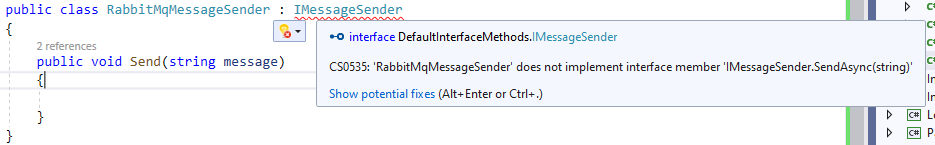 public class RabbitMqMessageSender : IMessageSender
{
interface DefaultInterfaceMethods.IMessageSender
2 references
public void Send(string message)
CS0535: 'RabbitMqMessageSender' does not implement interface member 'IMessageSender.SendAsync(string)'
{
Show potential fixes (Alt+Enter or Ctrl+.)
}
}
C#
C#